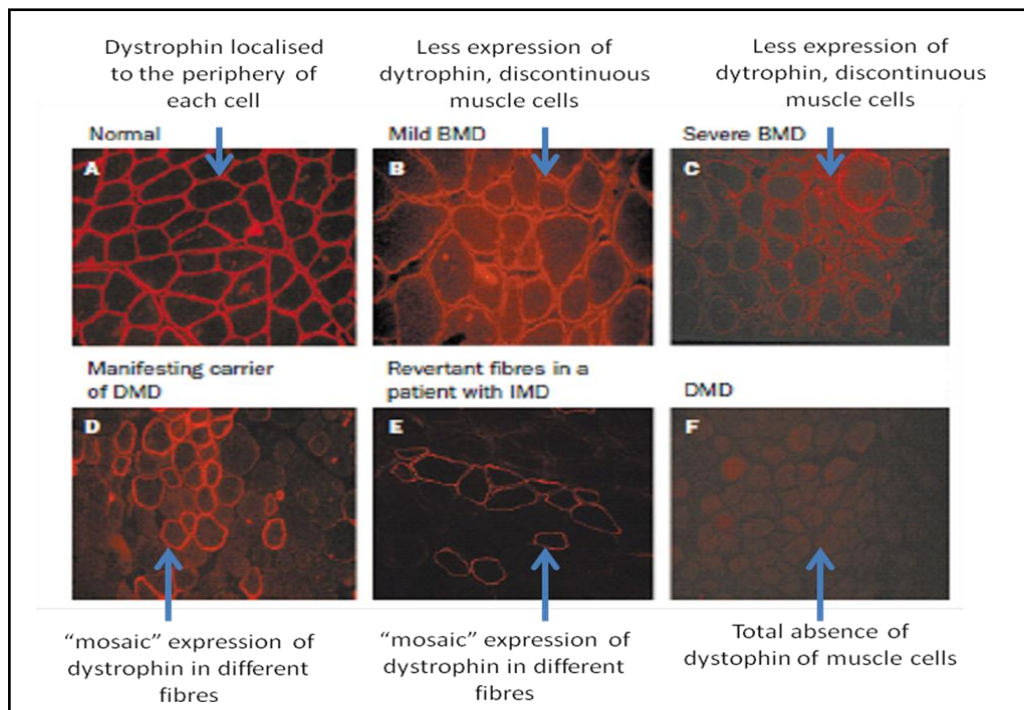 Dystrophin localised
to the periphery of
each cell
Less expression of
dytrophin, discontinuous
muscle cells
Less expression of
dytrophin, discontinuous
muscle cells
Normal
Mild BMD
Severe BMD
A
B
C
Manifesting carrier
of DMD
Revertant fibres in a
patient with IMD
DMD
D
E
F
“mosaic” expression of
dystrophin in different
fibres
“mosaic” expression of
dystrophin in different
fibres
Total absence of
dystophin of muscle cells